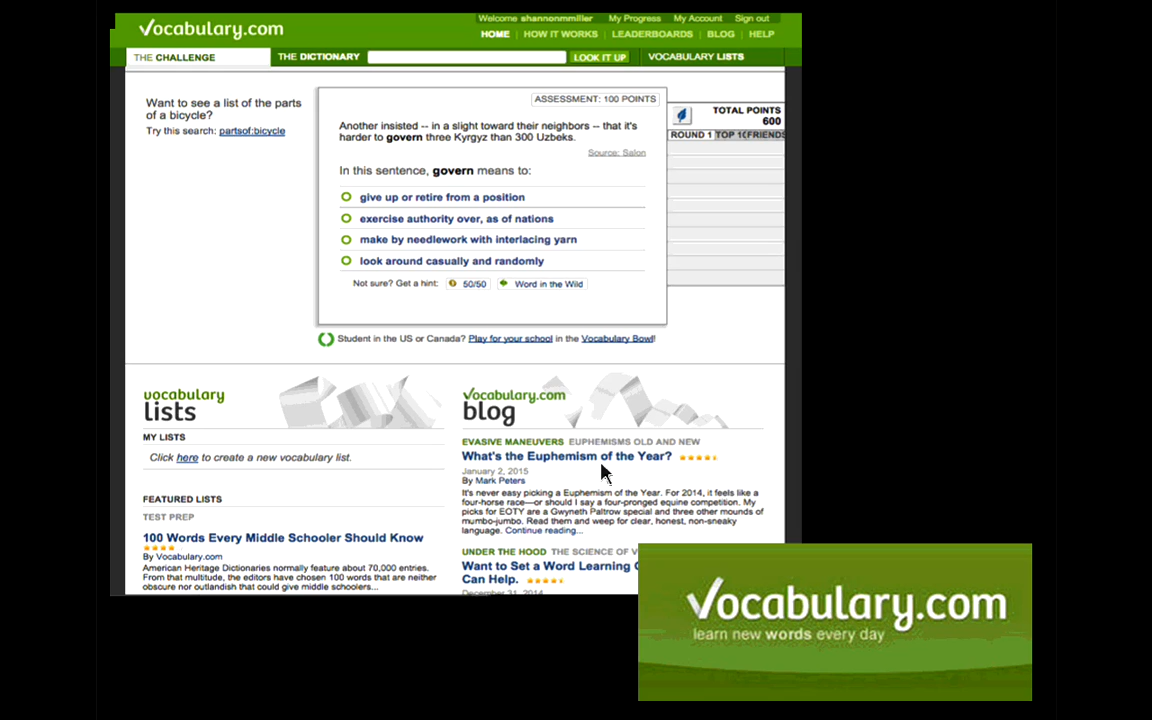 Vocabulary.com
Welcome shannonmmiller My Progress My Account Sign out
HOME | HOW IT WORKS | LEADERBOARDS | BLOG | HELP
THE CHALLENGE THE DICTIONARY LOOK IT UP VOCABULARY LISTS
Want to see a list of the parts
of a bicycle?
Try this search: partsof:bicycle
ASSESSMENT: 100 POINTS
Another insisted -- in a slight toward their neighbors -- that it's
harder to govern three Kyrgyz than 300 Uzbeks.
Source: Salon
In this sentence, govern means to:
give up or retire from a position
exercise authority over, as of nations
make by needlework with interlacing yarn
look around casually and randomly
Not sure? Get a hint: 50/50 Word in the Wild
TOTAL POINTS
600
ROUND 1 TOP 10 FRIENDS
Student in the US or Canada? Play for your school in the Vocabulary Bowl!
vocabulary
lists
MY LISTS
Click here to create a new vocabulary list.
FEATURED LISTS
TEST PREP
100 Words Every Middle Schooler Should Know
By Vocabulary.com
American Heritage Dictionaries normally feature about 70,000 entries.
From that multitude, the editors have chosen 100 words that are neither
obscure nor outlandish that could give middle schoolers...
vocabulary.com
blog
EVASIVE MANEUVERS EUPHEMISMS OLD AND NEW
What's the Euphemism of the Year?
January 2, 2015
By Mark Peters
It's never easy picking a Euphemism of the Year. For 2014, it feels like a
four-horse race—or should I say a four-pronged equine competition. My
picks for EOTY are a Gwyneth Paltrow special and three other mounds of
mumbo-jumbo. Read them and weep for clear, honest, non-sneaky
language. Continue reading...
UNDER THE HOOD THE SCIENCE OF V
Want to Set a Word Learning
Can Help.
December 31, 2014
Vocabulary.com
learn new words every day